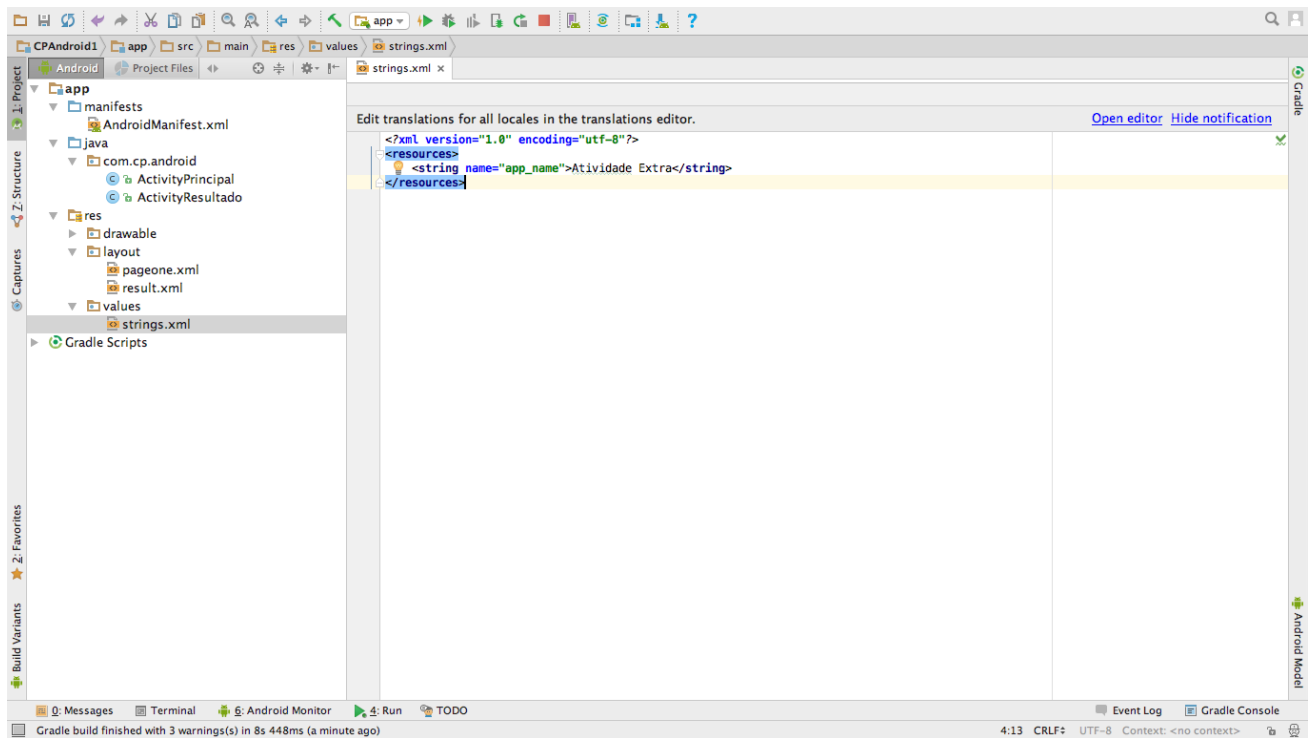 app
CPAndroid1 app src main res values strings.xml
Android Project Files
strings.xml
1: Project
Z: Structure
Captures
2: Favorites
Build Variants
app
manifests
AndroidManifest.xml
java
com.cp.android
ActivityPrincipal
ActivityResultado
res
drawable
layout
pageone.xml
result.xml
values
strings.xml
Gradle Scripts
Edit translations for all locales in the translations editor. Open editor Hide notification
<?xml version="1.0" encoding="utf-8"?>
<resources>
<string name="app_name">Atividade Extra</string>
</resources>
Gradle
Android Model
0: Messages Terminal 6: Android Monitor 4: Run TODO Event Log Gradle Console
Gradle build finished with 3 warnings(s) in 8s 448ms (a minute ago) 4:13 CRLF UTF-8 Context: <no context>